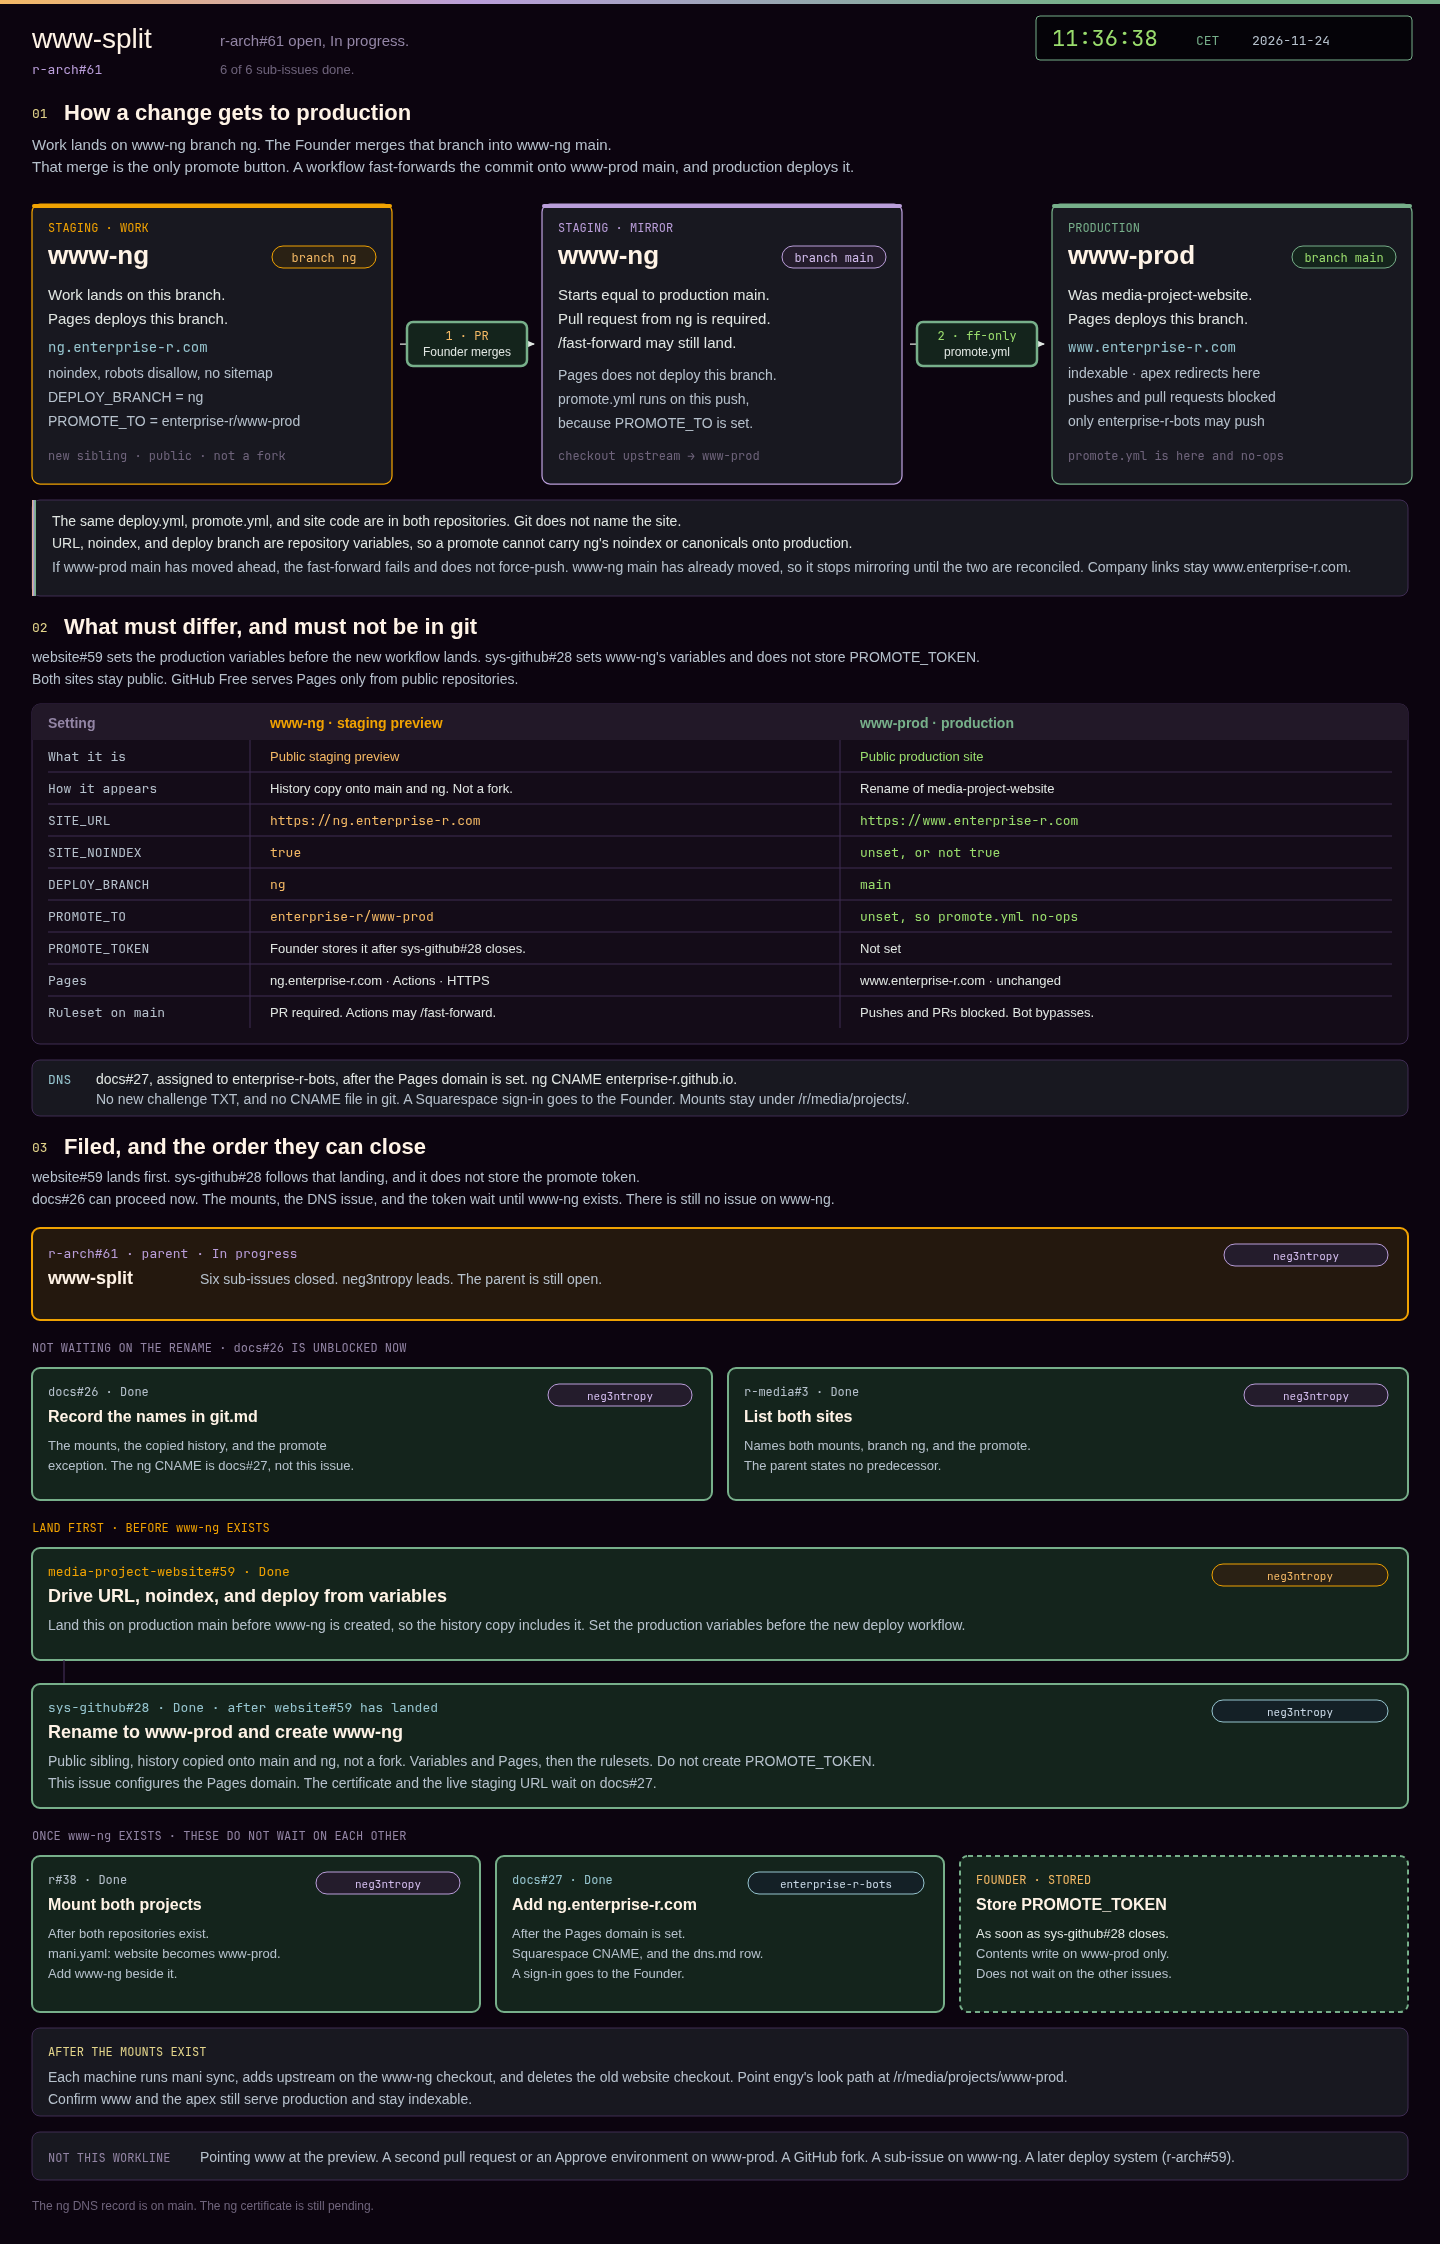 www-split
r-arch#61 open, In progress.
11:36:38 CET 2026-11-24
r-arch#61
6 of 6 sub-issues done.
01 How a change gets to production
Work lands on www-ng branch ng. The Founder merges that branch into www-ng main.
That merge is the only promote button. A workflow fast-forwards the commit onto www-prod main, and production deploys it.
STAGING · WORK
www-ng
branch ng
Work lands on this branch.
Pages deploys this branch.
ng.enterprise-r.com
noindex, robots disallow, no sitemap
DEPLOY_BRANCH = ng
PROMOTE_TO = enterprise-r/www-prod
new sibling · public · not a fork
1 · PR
Founder merges
STAGING · MIRROR
www-ng
branch main
Starts equal to production main.
Pull request from ng is required.
/fast-forward may still land.
Pages does not deploy this branch.
promote.yml runs on this push,
because PROMOTE_TO is set.
checkout upstream → www-prod
2 · ff-only
promote.yml
PRODUCTION
www-prod
branch main
Was media-project-website.
Pages deploys this branch.
www.enterprise-r.com
indexable · apex redirects here
pushes and pull requests blocked
only enterprise-r-bots may push
promote.yml is here and no-ops
The same deploy.yml, promote.yml, and site code are in both repositories. Git does not name the site.
URL, noindex, and deploy branch are repository variables, so a promote cannot carry ng's noindex or canonicals onto production.
If www-prod main has moved ahead, the fast-forward fails and does not force-push. www-ng main has already moved, so it stops mirroring until the two are reconciled. Company links stay www.enterprise-r.com.
02 What must differ, and must not be in git
website#59 sets the production variables before the new workflow lands. sys-github#28 sets www-ng's variables and does not store PROMOTE_TOKEN.
Both sites stay public. GitHub Free serves Pages only from public repositories.
Setting www-ng · staging preview www-prod · production
What it is Public staging preview Public production site
How it appears History copy onto main and ng. Not a fork. Rename of media-project-website
SITE_URL https://ng.enterprise-r.com https://www.enterprise-r.com
SITE_NOINDEX true unset, or not true
DEPLOY_BRANCH ng main
PROMOTE_TO enterprise-r/www-prod unset, so promote.yml no-ops
PROMOTE_TOKEN Founder stores it after sys-github#28 closes. Not set
Pages ng.enterprise-r.com · Actions · HTTPS www.enterprise-r.com · unchanged
Ruleset on main PR required. Actions may /fast-forward. Pushes and PRs blocked. Bot bypasses.
DNS docs#27, assigned to enterprise-r-bots, after the Pages domain is set. ng CNAME enterprise-r.github.io.
No new challenge TXT, and no CNAME file in git. A Squarespace sign-in goes to the Founder. Mounts stay under /r/media/projects/.
03 Filed, and the order they can close
website#59 lands first. sys-github#28 follows that landing, and it does not store the promote token.
docs#26 can proceed now. The mounts, the DNS issue, and the token wait until www-ng exists. There is still no issue on www-ng.
r-arch#61 · parent · In progress
neg3ntropy
www-split Six sub-issues closed. neg3ntropy leads. The parent is still open.
NOT WAITING ON THE RENAME · docs#26 IS UNBLOCKED NOW
docs#26 · Done
neg3ntropy
Record the names in git.md
The mounts, the copied history, and the promote
exception. The ng CNAME is docs#27, not this issue.
r-media#3 · Done
neg3ntropy
List both sites
Names both mounts, branch ng, and the promote.
The parent states no predecessor.
LAND FIRST · BEFORE www-ng EXISTS
media-project-website#59 · Done
neg3ntropy
Drive URL, noindex, and deploy from variables
Land this on production main before www-ng is created, so the history copy includes it. Set the production variables before the new deploy workflow.
sys-github#28 · Done · after website#59 has landed
neg3ntropy
Rename to www-prod and create www-ng
Public sibling, history copied onto main and ng, not a fork. Variables and Pages, then the rulesets. Do not create PROMOTE_TOKEN.
This issue configures the Pages domain. The certificate and the live staging URL wait on docs#27.
ONCE www-ng EXISTS · THESE DO NOT WAIT ON EACH OTHER
r#38 · Done
neg3ntropy
Mount both projects
After both repositories exist.
mani.yaml: website becomes www-prod.
Add www-ng beside it.
docs#27 · Done
enterprise-r-bots
Add ng.enterprise-r.com
After the Pages domain is set.
Squarespace CNAME, and the dns.md row.
A sign-in goes to the Founder.
FOUNDER · STORED
Store PROMOTE_TOKEN
As soon as sys-github#28 closes.
Contents write on www-prod only.
Does not wait on the other issues.
AFTER THE MOUNTS EXIST
Each machine runs mani sync, adds upstream on the www-ng checkout, and deletes the old website checkout. Point engy's look path at /r/media/projects/www-prod.
Confirm www and the apex still serve production and stay indexable.
NOT THIS WORKLINE Pointing www at the preview. A second pull request or an Approve environment on www-prod. A GitHub fork. A sub-issue on www-ng. A later deploy system (r-arch#59).
The ng DNS record is on main. The ng certificate is still pending.